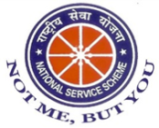 राष्ट्रीय सेवा योजना
NATIONAL SERVICE SCHEME
NOT ME, BUT YOU